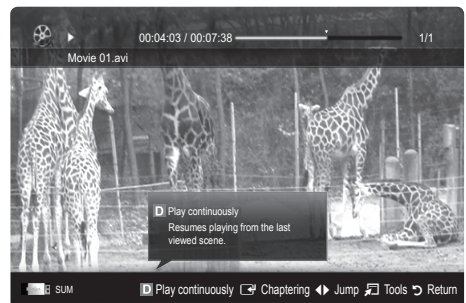 00:04:03 / 00:07:38 1/1
Movie 01.avi
D Play continuously
Resumes playing from the last
viewed scene.
SUM D Play continuously Chaptering Jump Tools Return